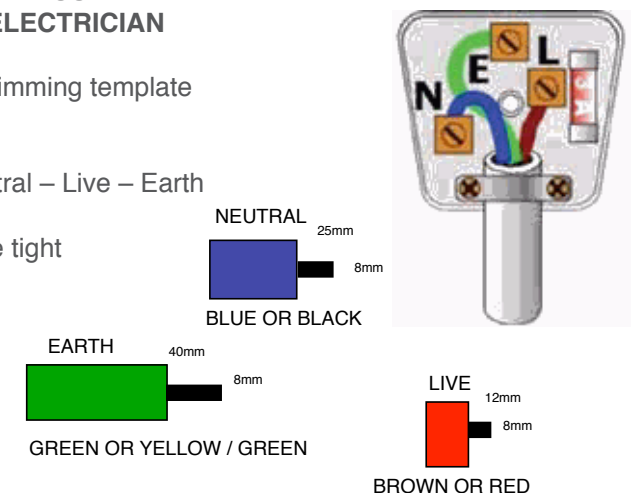 ELECTRICIAN
imming template
tral – Live – Earth
e tight
N
E
L
3 A
NEUTRAL
25mm
8mm
BLUE OR BLACK
EARTH
40mm
8mm
GREEN OR YELLOW / GREEN
LIVE
12mm
8mm
BROWN OR RED